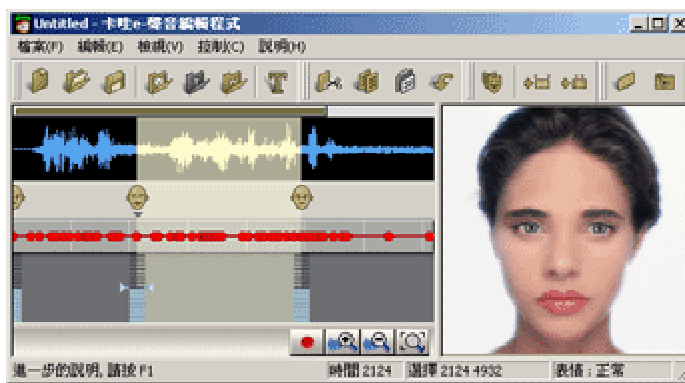 Untitled - 卡哇e-聲音編輯程式
檔案(F) 編輯(E) 檢視(V) 控制(C) 說明(H)
T
進一步的說明, 請按 F1 時間 2124 選擇 2124 4932 表情 : 正常